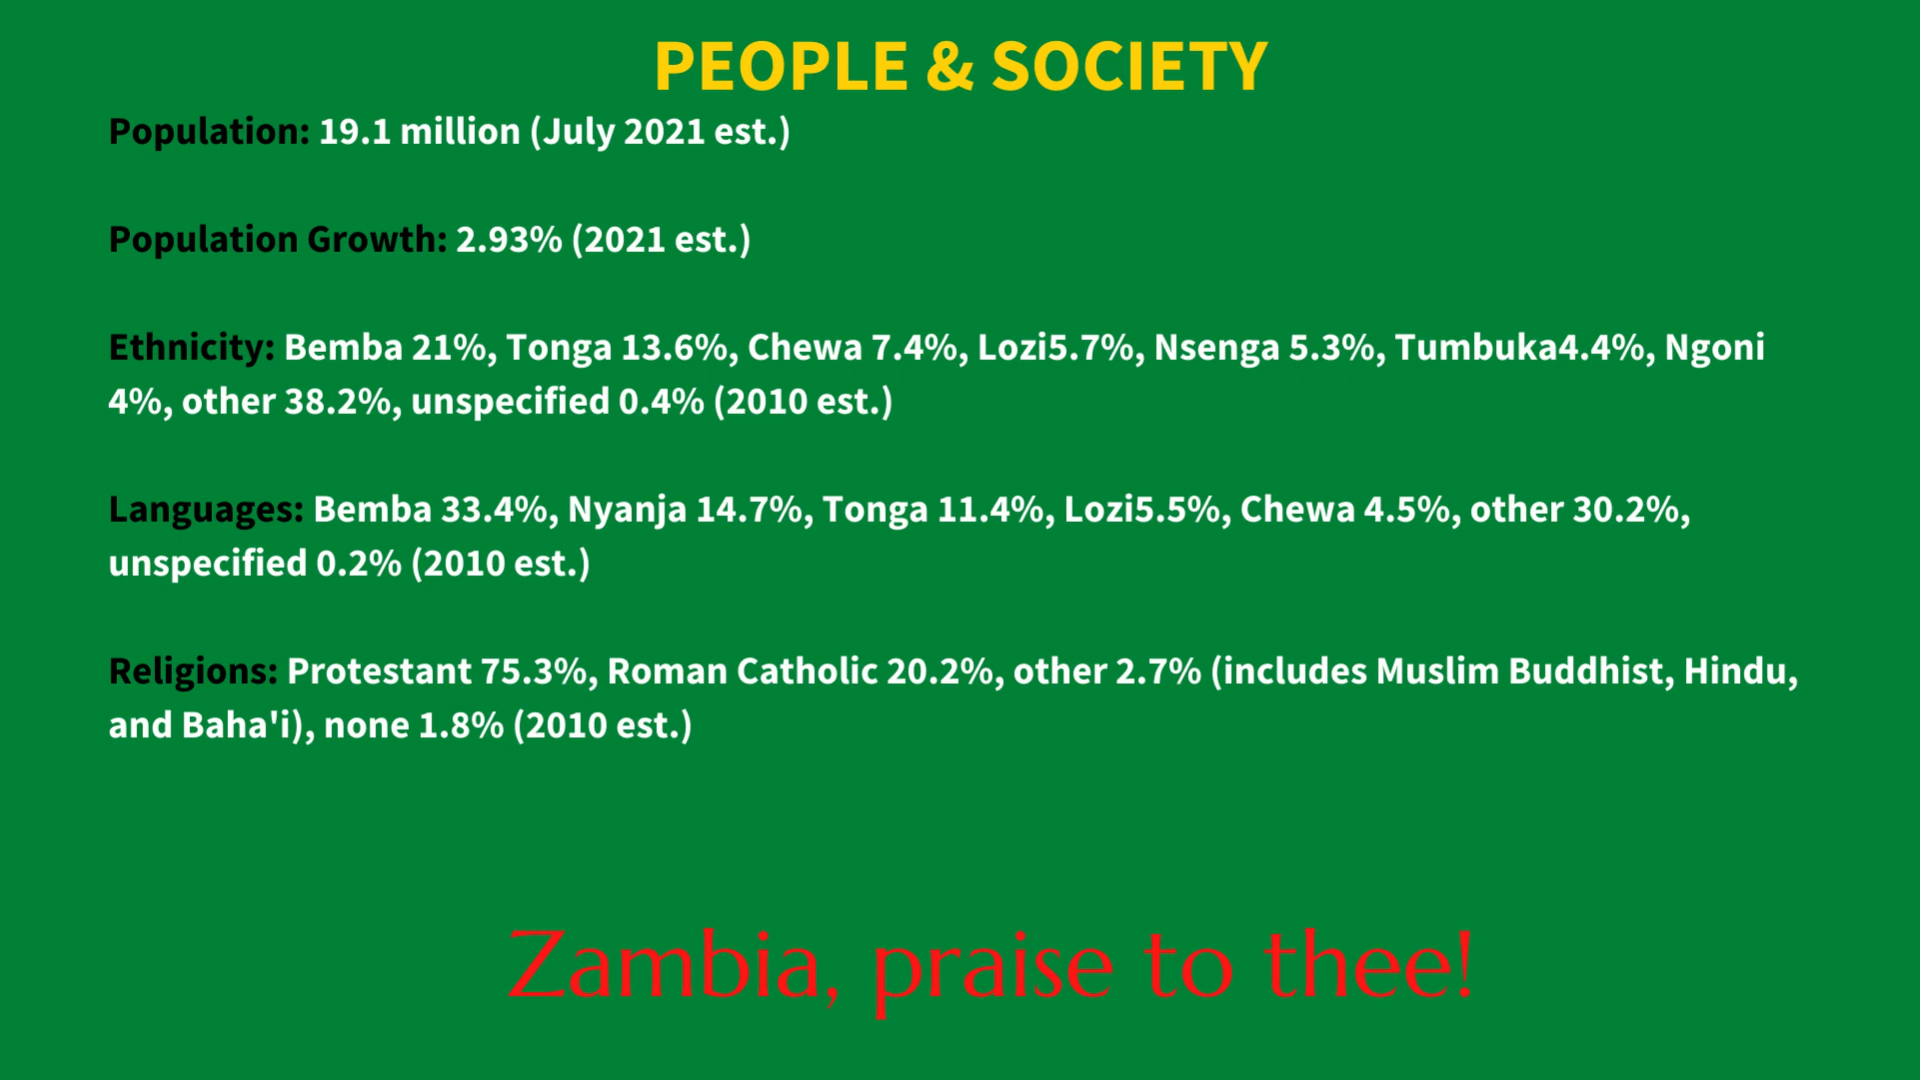 PEOPLE & SOCIETY
Population: 19.1 million (July 2021 est.)
Population Growth: 2.93% (2021 est.)
Ethnicity: Bemba 21%, Tonga 13.6%, Chewa 7.4%, Lozi5.7%, Nsenga 5.3%, Tumbuka4.4%, Ngoni
4%, other 38.2%, unspecified 0.4% (2010 est.)
Languages: Bemba 33.4%, Nyanja 14.7%, Tonga 11.4%, Lozi5.5%, Chewa 4.5%, other 30.2%,
unspecified 0.2% (2010 est.)
Religions: Protestant 75.3%, Roman Catholic 20.2%, other 2.7% (includes Muslim Buddhist, Hindu,
and Baha'i), none 1.8% (2010 est.)
Zambia, praise to thee!